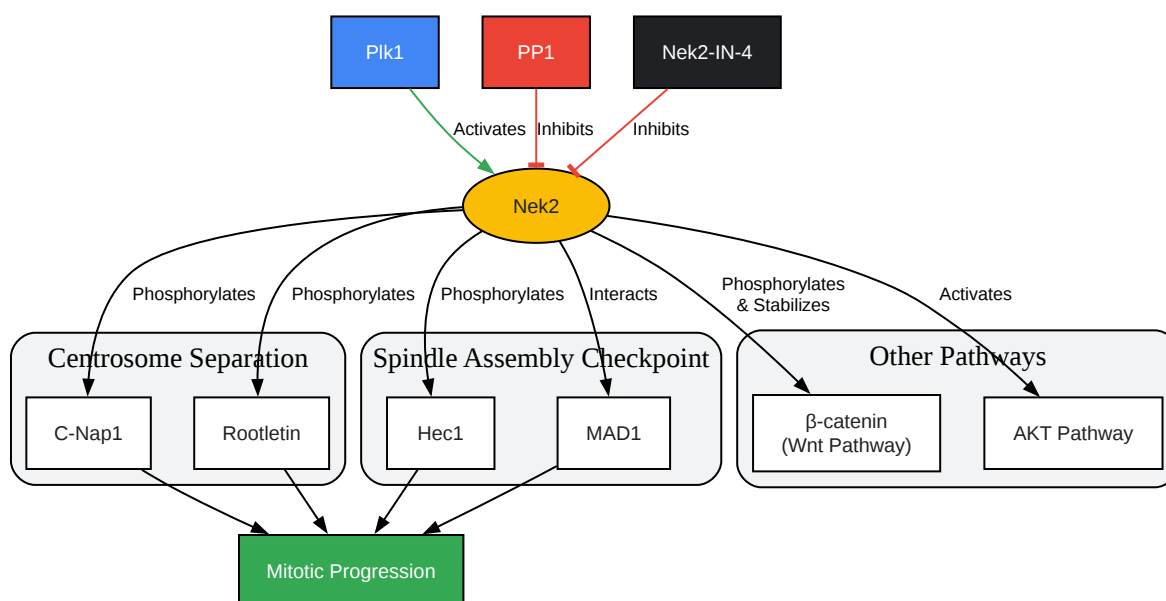 Plk1
PP1
Nek2-IN-4
Activates
Inhibits
Inhibits
Nek2
Phosphorylates
Phosphorylates
Phosphorylates
Interacts
Phosphorylates
& Stabilizes
Activates
Centrosome Separation
Spindle Assembly Checkpoint
Other Pathways
C-Nap1
Rootletin
Hec1
MAD1
β-catenin
(Wnt Pathway)
AKT Pathway
Mitotic Progression